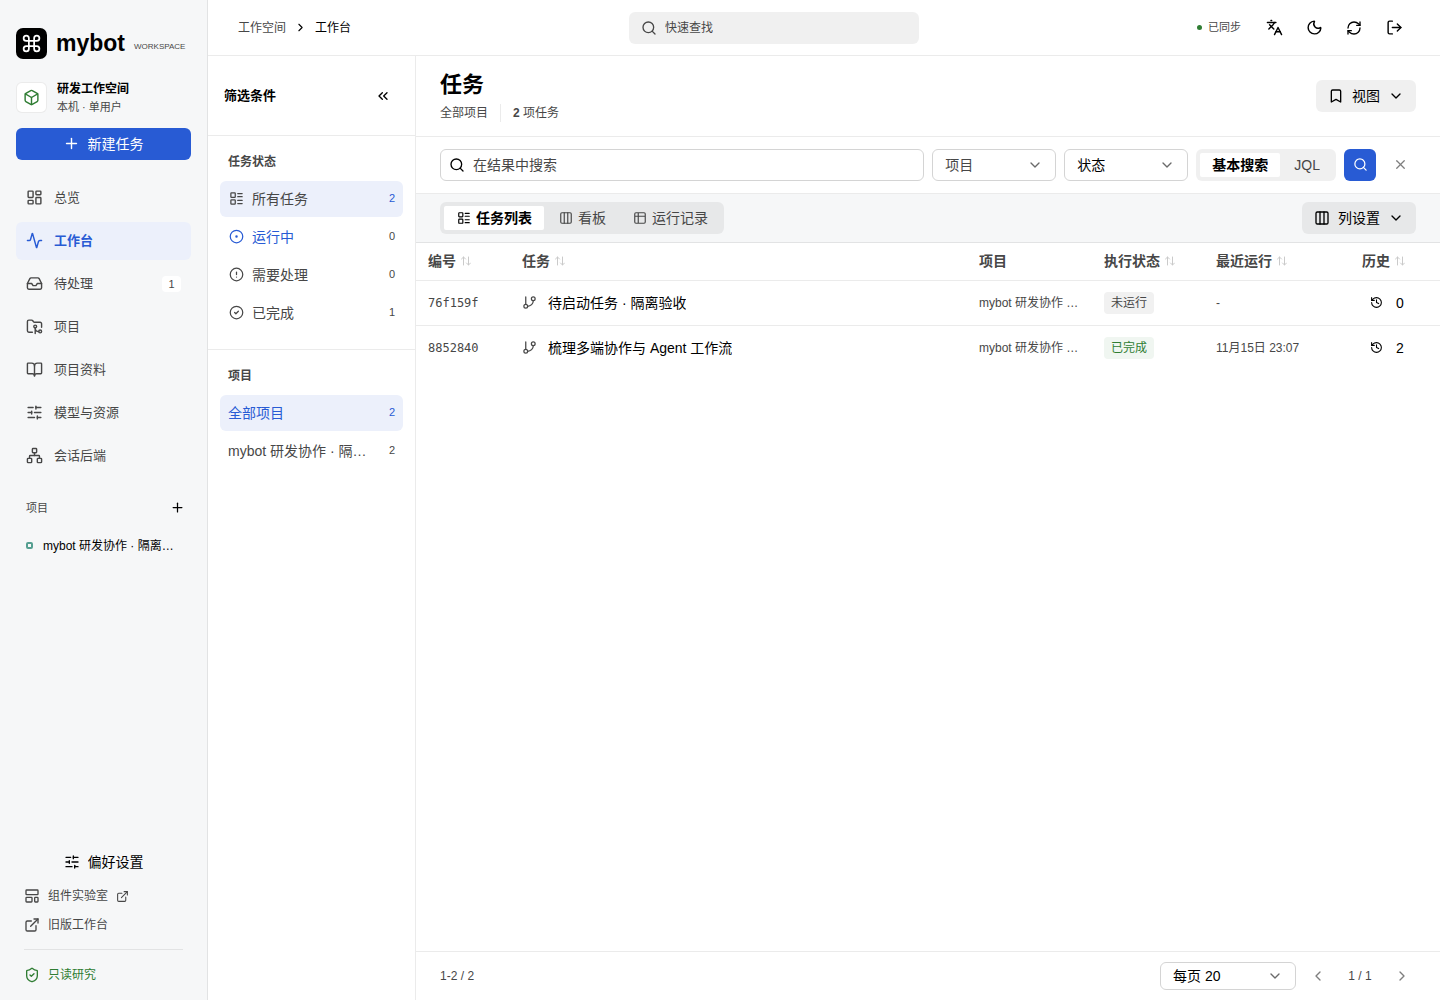 mybot WORKSPACE
研发工作空间
本机 · 单用户
新建任务
总览
工作台
待处理 1
项目
项目资料
模型与资源
会话后端
项目
mybot 研发协作 · 隔离…
偏好设置
组件实验室
旧版工作台
只读研究
工作空间 工作台
快速查找
已同步
筛选条件
任务状态
所有任务 2
运行中 0
需要处理 0
已完成 1
项目
全部项目 2
mybot 研发协作 · 隔… 2
任务
全部项目 2 项任务
视图
在结果中搜索 项目 状态 基本搜索 JQL
任务列表 看板 运行记录 列设置
编号 任务 项目 执行状态 最近运行 历史
76f159f 待启动任务 · 隔离验收 mybot 研发协作 … 未运行 - 0
8852840 梳理多端协作与 Agent 工作流 mybot 研发协作 … 已完成 11月15日 23:07 2
1-2 / 2 每页 20 1 / 1